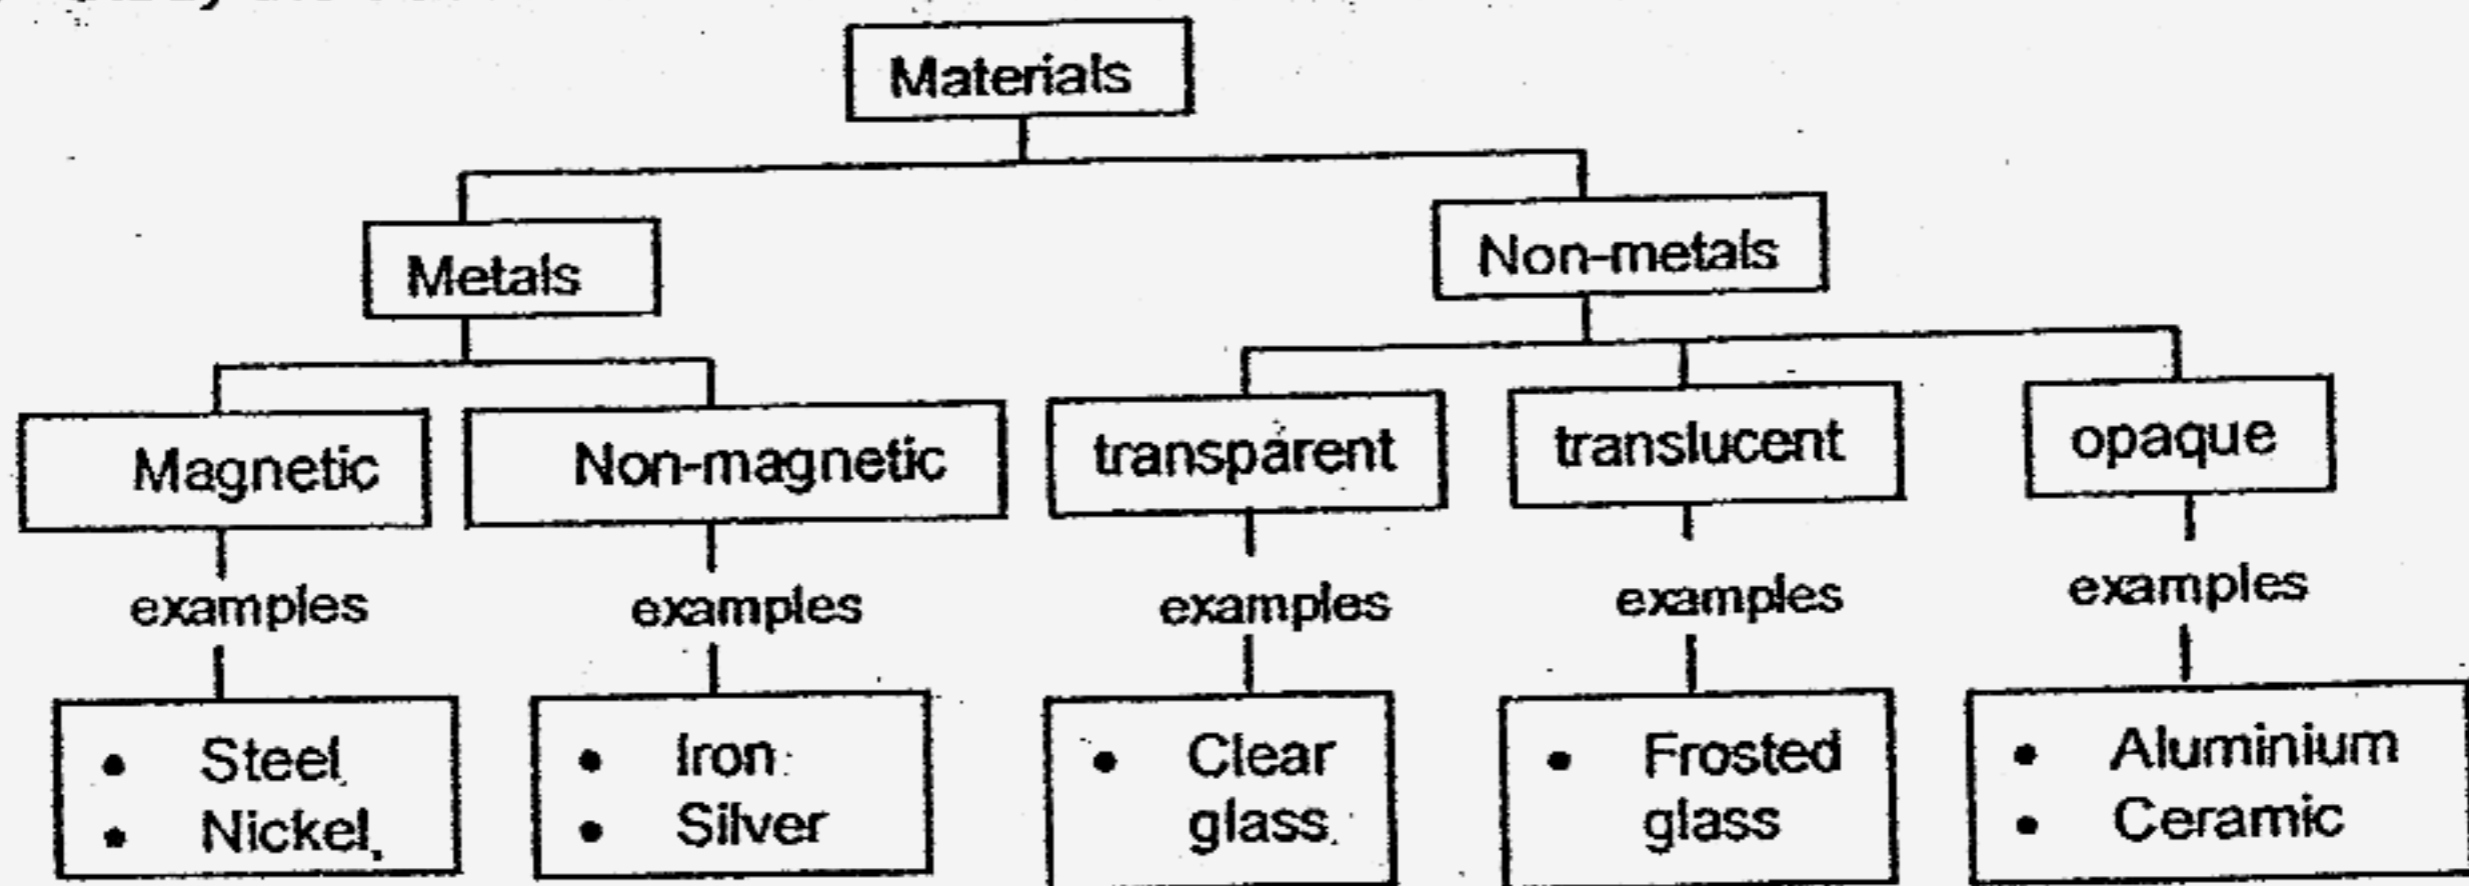 Materials
Metals
Non-metals
Magnetic
Non-magnetic
transparent
translucent
opaque
examples
examples
examples
examples
examples
• Steel
• Nickel
• Iron
• Silver
• Clear
glass
• Frosted
glass
• Aluminium
• Ceramic